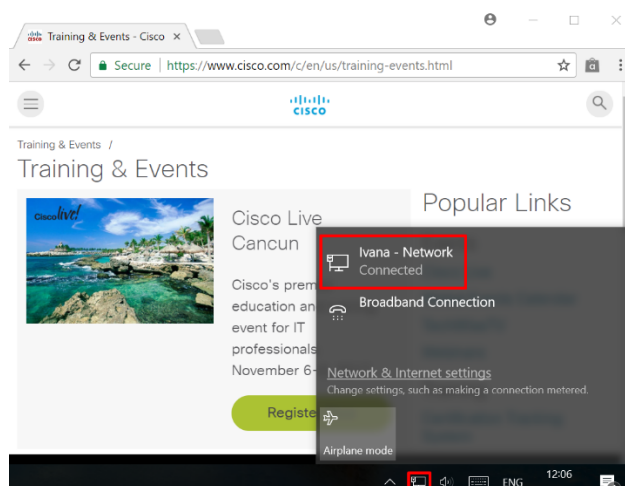 Training & Events - Cisco
Secure | https://www.cisco.com/c/en/us/training-events.html
CISCO
Training & Events /
Training & Events
Ciscolive!
Cisco Live
Cancun
Cisco's prem
education an
event for IT
professionals
November 6-
Registe
Popular Links
Ivana - Network
Connected
Broadband Connection
Network & Internet settings
Change settings, such as making a connection metered.
Airplane mode
ENG
12:06